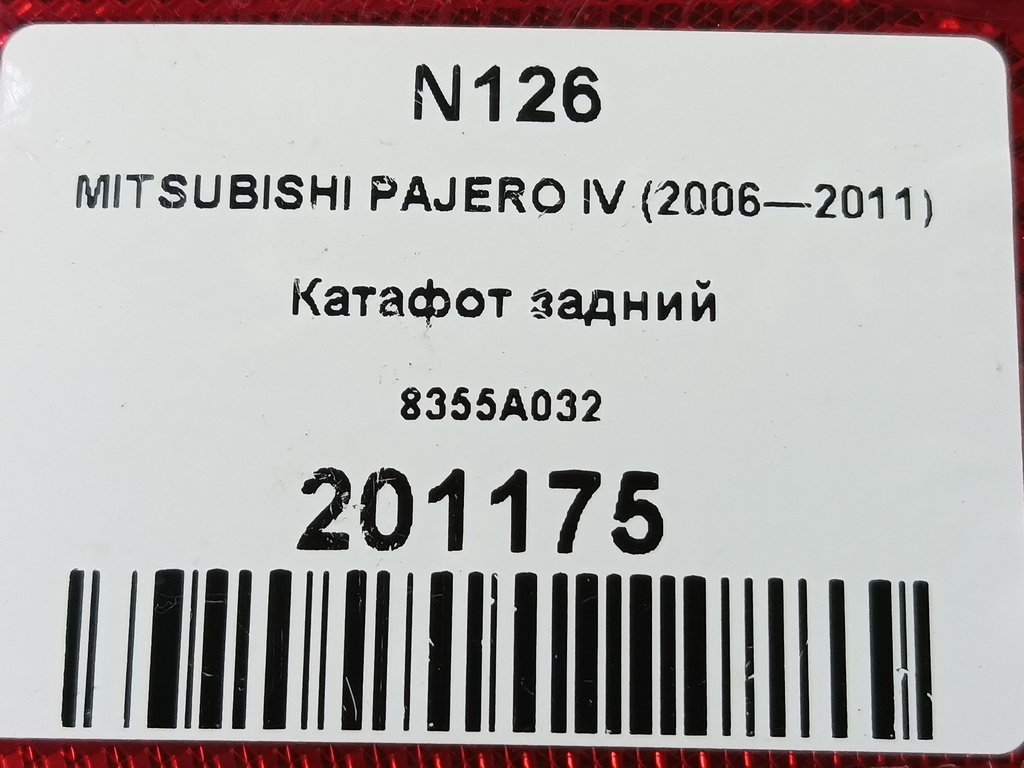 N126
MITSUBISHI PAJERO IV (2006—2011)
Катафот задний
8355A032
201175